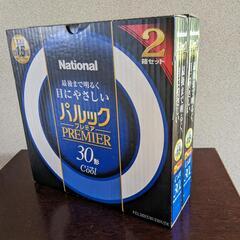 National
2
箱セット
最後まで明るく
目にやさしい
パルック
プレミア
PREMIER
30形
Cool